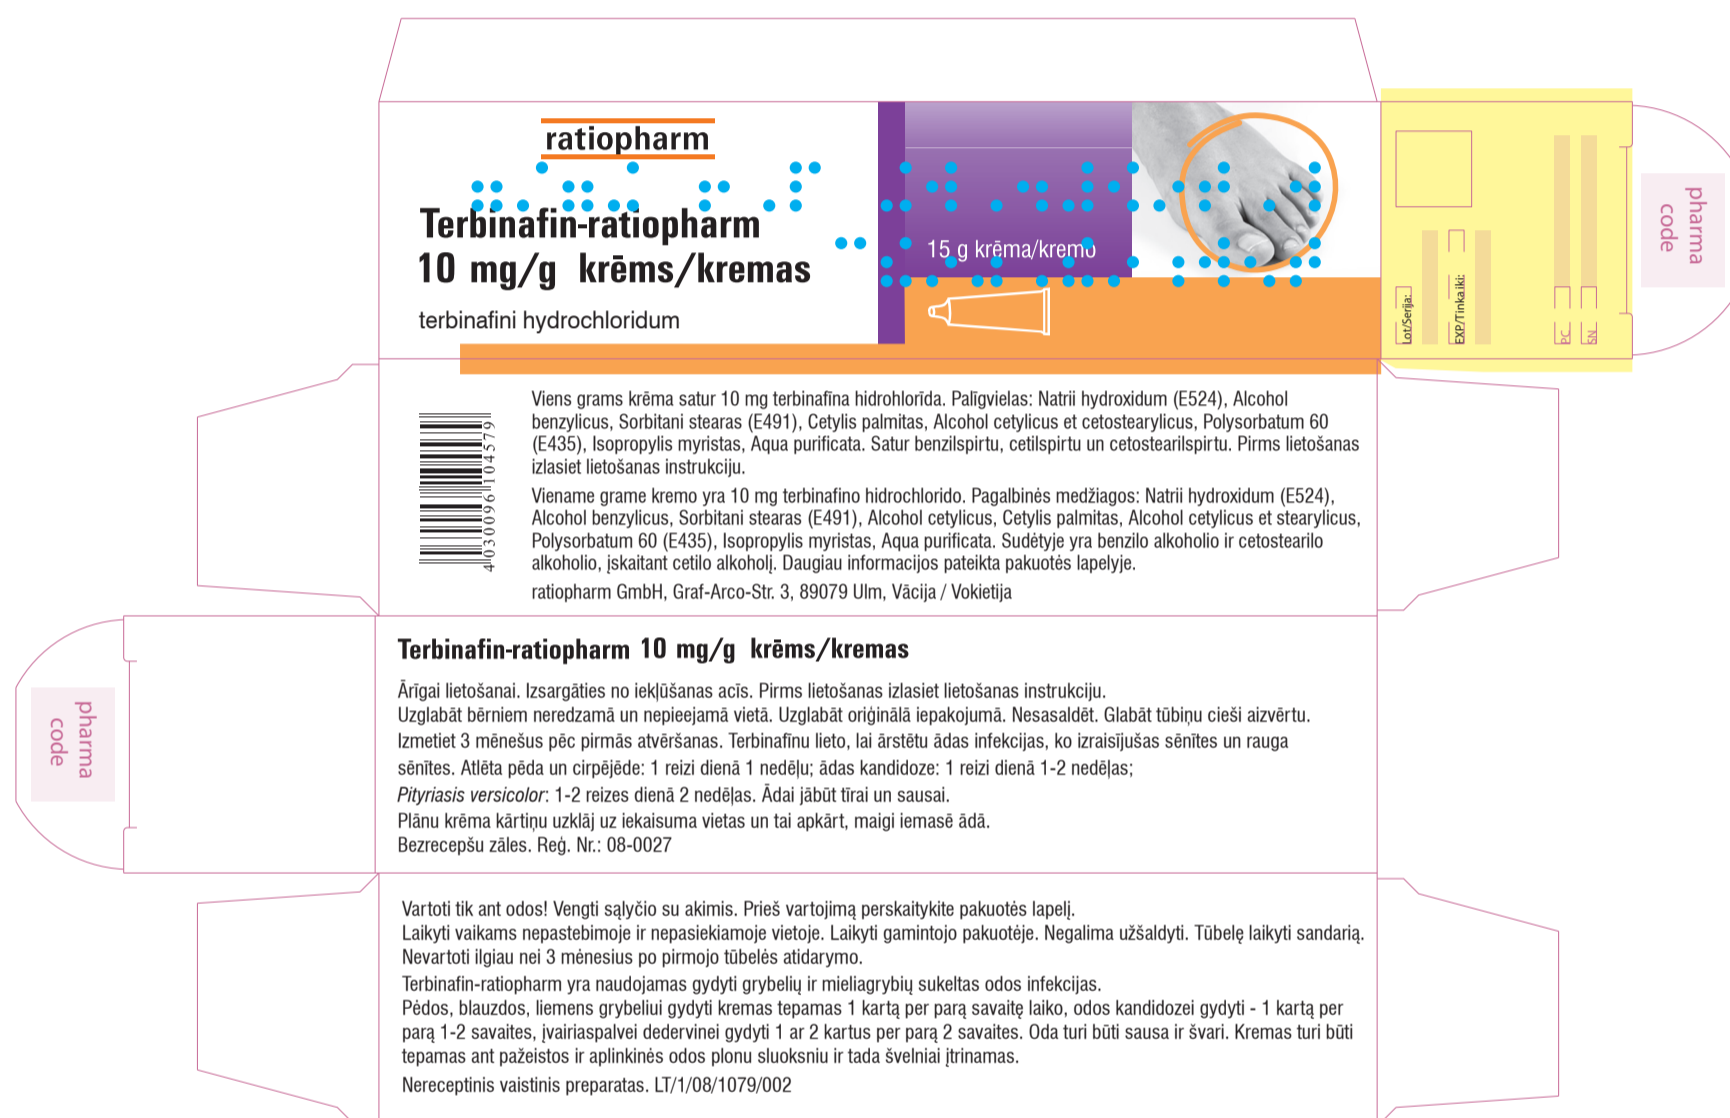 ratiopharm
Terbinafin-ratiopharm
10 mg/g krēms/kremas
terbinafini hydrochloridum
15 g krēma/kremo
Lot/Serija:
EXP/Tinka iki:
PC
SN
pharma
code
Viens grams krēma satur 10 mg terbinafīna hidrohlorīda. Palīgvielas: Natrii hydroxidum (E524), Alcohol
benzylicus, Sorbitani stearas (E491), Cetylis palmitas, Alcohol cetylicus et cetostearylicus, Polysorbatum 60
(E435), Isopropylis myristas, Aqua purificata. Satur benzilspirtu, cetilspirtu un cetostearilspirtu. Pirms lietošanas
izlasiet lietošanas instrukciju.
Viename grame kremo yra 10 mg terbinafino hidrochlorido. Pagalbinės medžiagos: Natrii hydroxidum (E524),
Alcohol benzylicus, Sorbitani stearas (E491), Alcohol cetylicus, Cetylis palmitas, Alcohol cetylicus et stearylicus,
Polysorbatum 60 (E435), Isopropylis myristas, Aqua purificata. Sudėtyje yra benzilo alkoholio ir cetostearilo
alkoholio, įskaitant cetilo alkoholį. Daugiau informacijos pateikta pakuotės lapelyje.
ratiopharm GmbH, Graf-Arco-Str. 3, 89079 Ulm, Vācija / Vokietija
4 030096 104579
pharma
code
Terbinafin-ratiopharm 10 mg/g krēms/kremas
Ārīgai lietošanai. Izsargāties no iekļūšanas acīs. Pirms lietošanas izlasiet lietošanas instrukciju.
Uzglabāt bērniem neredzamā un nepieejamā vietā. Uzglabāt oriģinālā iepakojumā. Nesasaldēt. Glabāt tūbiņu cieši aizvērtu.
Izmetiet 3 mēnešus pēc pirmās atvēršanas. Terbinafīnu lieto, lai ārstētu ādas infekcijas, ko izraisījušas sēnītes un rauga
sēnītes. Atlēta pēda un cirpējēde: 1 reizi dienā 1 nedēļu; ādas kandidoze: 1 reizi dienā 1-2 nedēļas;
Pityriasis versicolor: 1-2 reizes dienā 2 nedēļas. Ādai jābūt tīrai un sausai.
Plānu krēma kārtiņu uzklāj uz iekaisuma vietas un tai apkārt, maigi iemasē ādā.
Bezrecepšu zāles. Reģ. Nr.: 08-0027
Vartoti tik ant odos! Vengti sąlyčio su akimis. Prieš vartojimą perskaitykite pakuotės lapelį.
Laikyti vaikams nepastebimoje ir nepasiekiamoje vietoje. Laikyti gamintojo pakuotėje. Negalima užšaldyti. Tūbelę laikyti sandarią.
Nevartoti ilgiau nei 3 mėnesius po pirmojo tūbelės atidarymo.
Terbinafin-ratiopharm yra naudojamas gydyti grybelių ir mieliagrybių sukeltas odos infekcijas.
Pėdos, blauzdos, liemens grybeliui gydyti kremas tepamas 1 kartą per parą savaitę laiko, odos kandidozei gydyti - 1 kartą per
parą 1-2 savaites, įvairiaspalvei dedervinei gydyti 1 ar 2 kartus per parą 2 savaites. Oda turi būti sausa ir švari. Kremas turi būti
tepamas ant pažeistos ir aplinkinės odos plonu sluoksniu ir tada švelniai įtrinamas.
Nereceptinis vaistinis preparatas. LT/1/08/1079/002